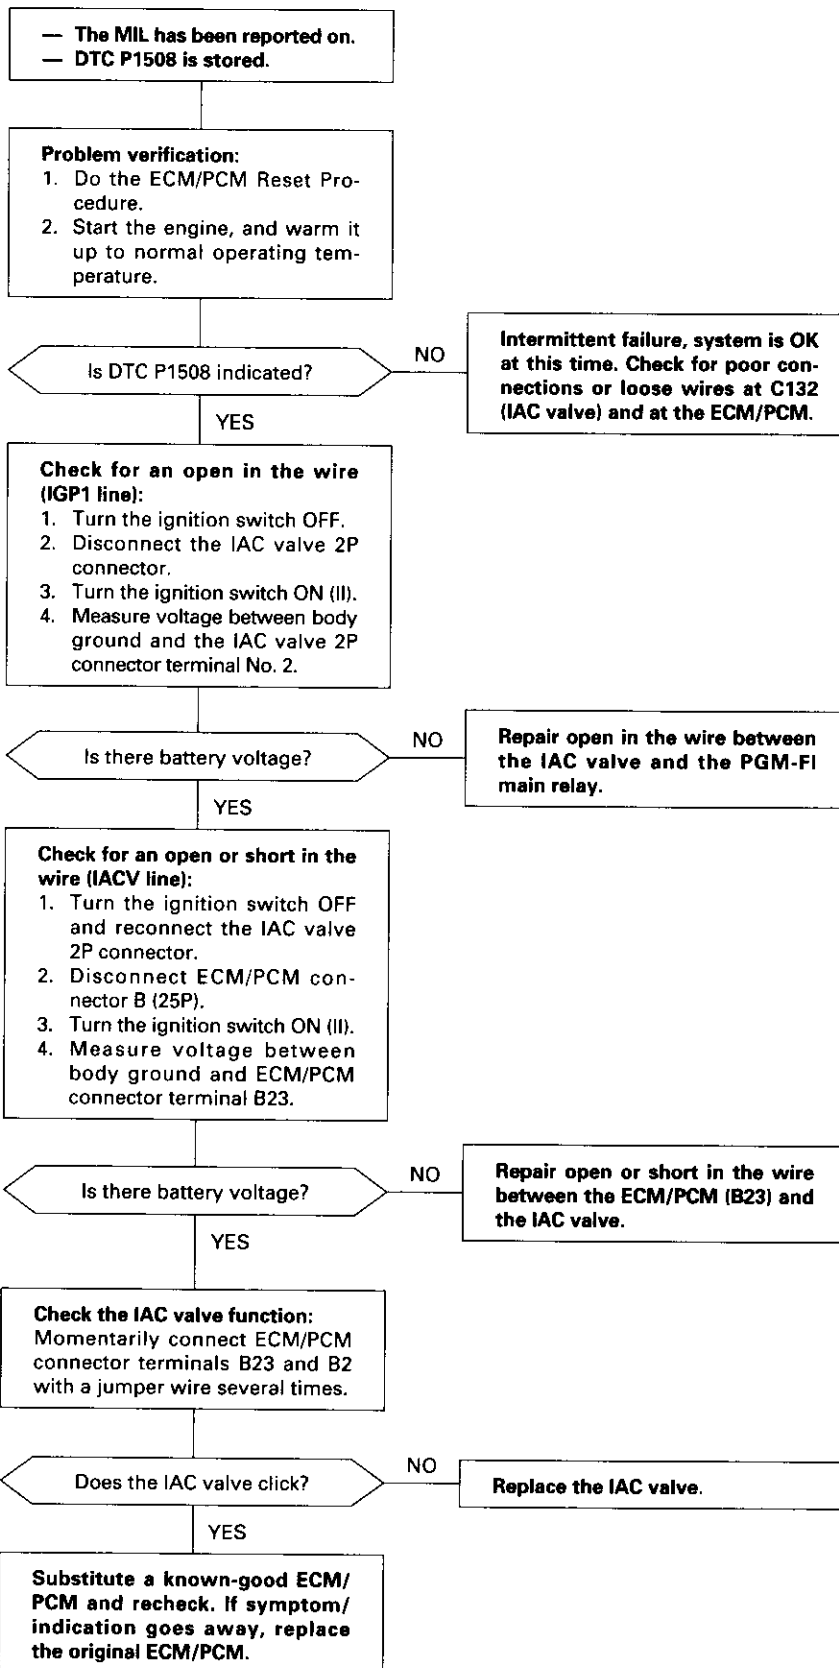 — The MIL has been reported on.
— DTC P1508 is stored.
Problem verification:
1. Do the ECM/PCM Reset Pro-
cedure.
2. Start the engine, and warm it
up to normal operating tem-
perature.
Is DTC P1508 indicated?
NO
Intermittent failure, system is OK
at this time. Check for poor con-
nections or loose wires at C132
(IAC valve) and at the ECM/PCM.
YES
Check for an open in the wire
(IGP1 line):
1. Turn the ignition switch OFF.
2. Disconnect the IAC valve 2P
connector.
3. Turn the ignition switch ON (II).
4. Measure voltage between body
ground and the IAC valve 2P
connector terminal No. 2.
Is there battery voltage?
NO
Repair open in the wire between
the IAC valve and the PGM-FI
main relay.
YES
Check for an open or short in the
wire (IACV line):
1. Turn the ignition switch OFF
and reconnect the IAC valve
2P connector.
2. Disconnect ECM/PCM con-
nector B (25P).
3. Turn the ignition switch ON (II).
4. Measure voltage between
body ground and ECM/PCM
connector terminal B23.
Is there battery voltage?
NO
Repair open or short in the wire
between the ECM/PCM (B23) and
the IAC valve.
YES
Check the IAC valve function:
Momentarily connect ECM/PCM
connector terminals B23 and B2
with a jumper wire several times.
Does the IAC valve click?
NO
Replace the IAC valve.
YES
Substitute a known-good ECM/
PCM and recheck. If symptom/
indication goes away, replace
the original ECM/PCM.